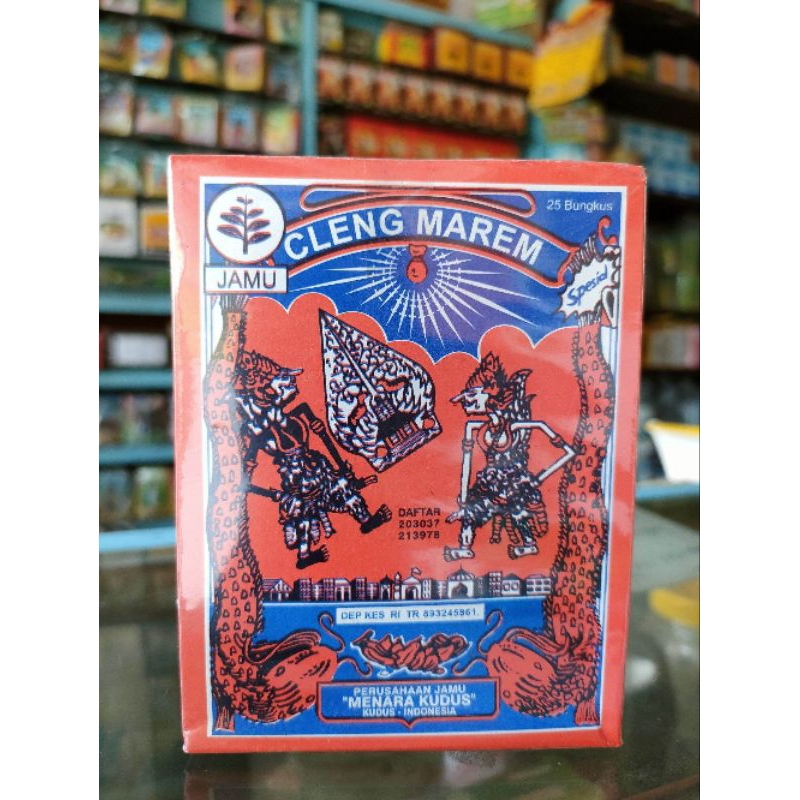 25 Bungkus
CLENG MAREM
JAMU
Spesial
DAFTAR
203037
213978
DEP KES RI TR 893245861.
PERUSAHAAN JAMU
"MENARA KUDUS"
KUDUS - INDONESIA